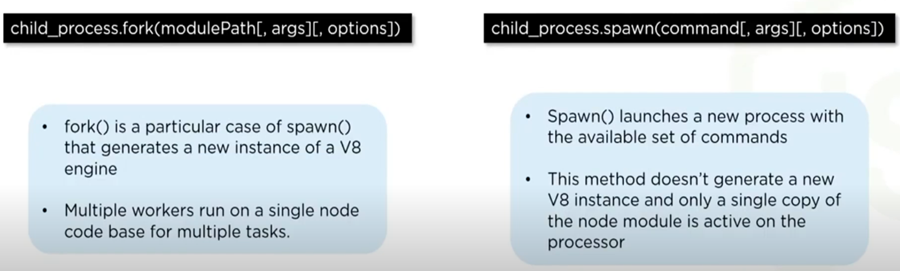 child_process.fork(modulePath[, args][, options])
• fork() is a particular case of spawn()
that generates a new instance of a V8
engine
• Multiple workers run on a single node
code base for multiple tasks.
child_process.spawn(command[, args][, options])
• Spawn() launches a new process with
the available set of commands
• This method doesn't generate a new
V8 instance and only a single copy of
the node module is active on the
processor